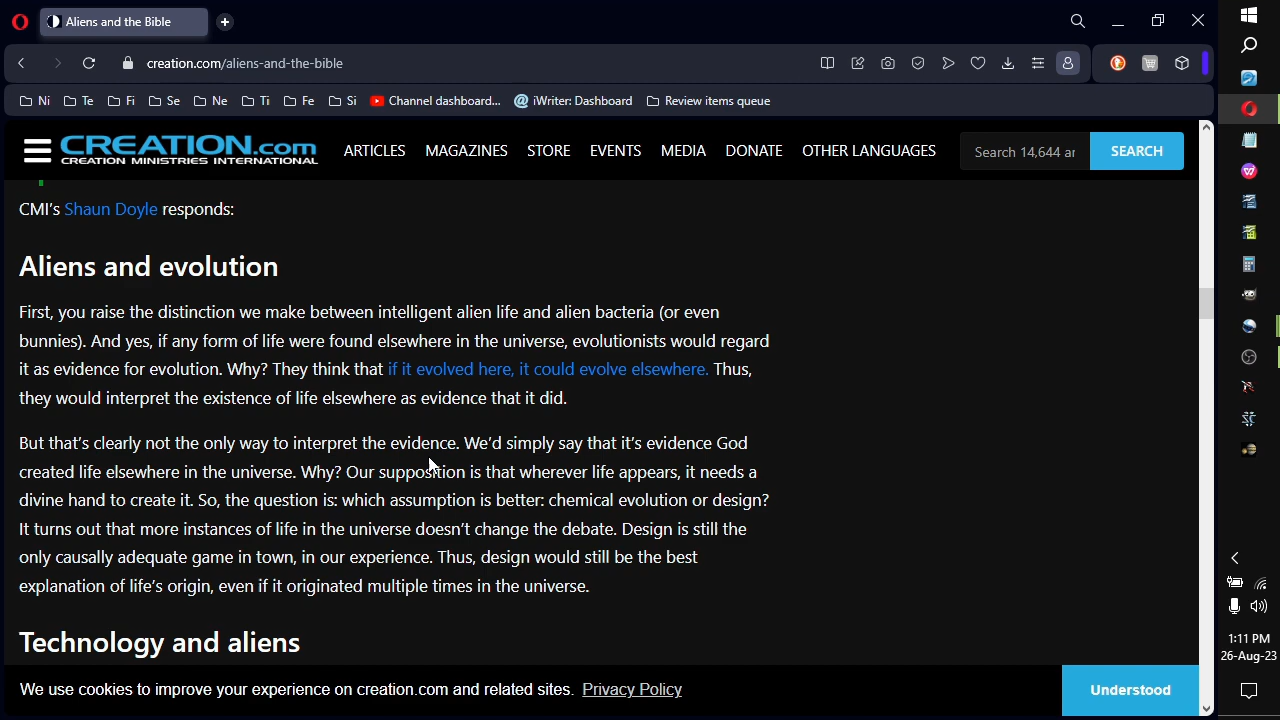 Aliens and the Bible
creation.com/aliens-and-the-bible
Ni Te Fi Se Ne Ti Fe Si Channel dashboard... iWriter: Dashboard Review items queue
CREATION.com
CREATION MINISTRIES INTERNATIONAL
ARTICLES MAGAZINES STORE EVENTS MEDIA DONATE OTHER LANGUAGES Search 14,644 ar SEARCH
CMI's Shaun Doyle responds:
Aliens and evolution
First, you raise the distinction we make between intelligent alien life and alien bacteria (or even
bunnies). And yes, if any form of life were found elsewhere in the universe, evolutionists would regard
it as evidence for evolution. Why? They think that if it evolved here, it could evolve elsewhere. Thus,
they would interpret the existence of life elsewhere as evidence that it did.
But that's clearly not the only way to interpret the evidence. We'd simply say that it's evidence God
created life elsewhere in the universe. Why? Our supposition is that wherever life appears, it needs a
divine hand to create it. So, the question is: which assumption is better: chemical evolution or design?
It turns out that more instances of life in the universe doesn't change the debate. Design is still the
only causally adequate game in town, in our experience. Thus, design would still be the best
explanation of life's origin, even if it originated multiple times in the universe.
Technology and aliens
We use cookies to improve your experience on creation.com and related sites. Privacy Policy
Understood
1:11 PM
26-Aug-23